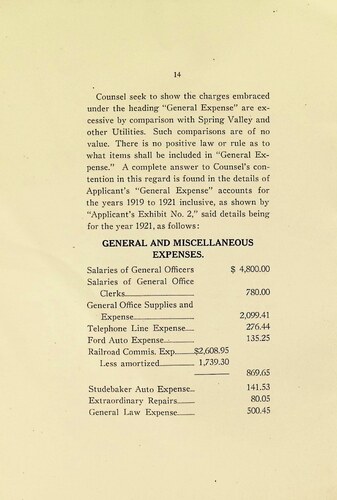 14
Counsel seek to show the charges embraced
under the heading "General Expense" are ex-
cessive by comparison with Spring Valley and
other Utilities. Such comparisons are of no
value. There is no positive law or rule as to
what items shall be included in "General Ex-
pense." A complete answer to Counsel's con-
tention in this regard is found in the details of
Applicant's "General Expense" accounts for
the years 1919 to 1921 inclusive, as shown by
"Applicant's Exhibit No. 2," said details being
for the year 1921, as follows:
GENERAL AND MISCELLANEOUS
EXPENSES.
Salaries of General Officers $ 4,800.00
Salaries of General Office
Clerks 780.00
General Office Supplies and
Expense 2,099.41
Telephone Line Expense 276.44
Ford Auto Expense 135.25
Railroad Commis. Exp. $2,608.95
Less amortized 1,739.30
869.65
Studebaker Auto Expense 141.53
Extraordinary Repairs 80.05
General Law Expense 500.45